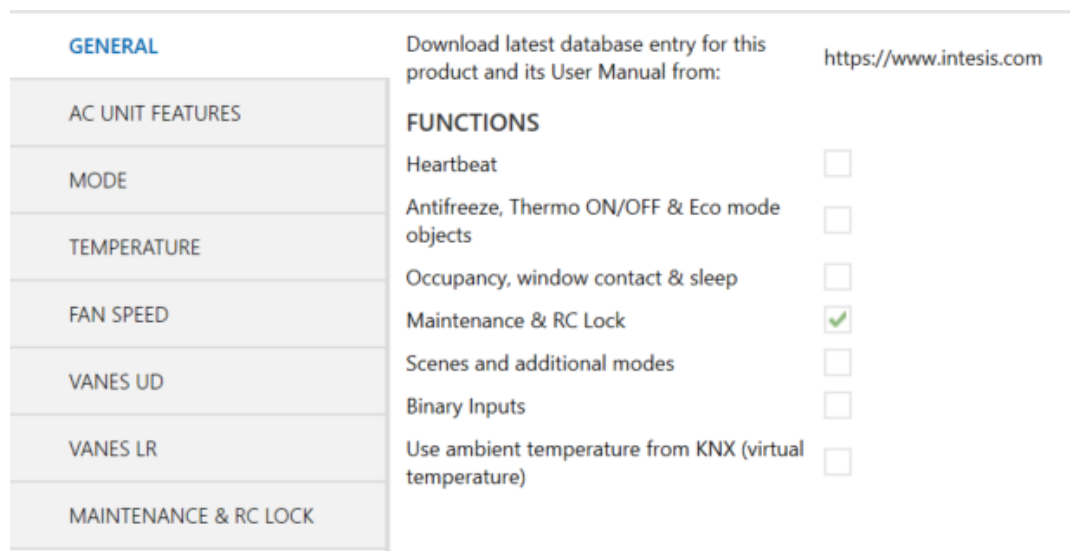 GENERAL
AC UNIT FEATURES
MODE
TEMPERATURE
FAN SPEED
VANES UD
VANES LR
MAINTENANCE & RC LOCK
Download latest database entry for this
product and its User Manual from:
https://www.intesis.com
FUNCTIONS
Heartbeat
Antifreeze, Thermo ON/OFF & Eco mode
objects
Occupancy, window contact & sleep
Maintenance & RC Lock
Scenes and additional modes
Binary Inputs
Use ambient temperature from KNX (virtual
temperature)